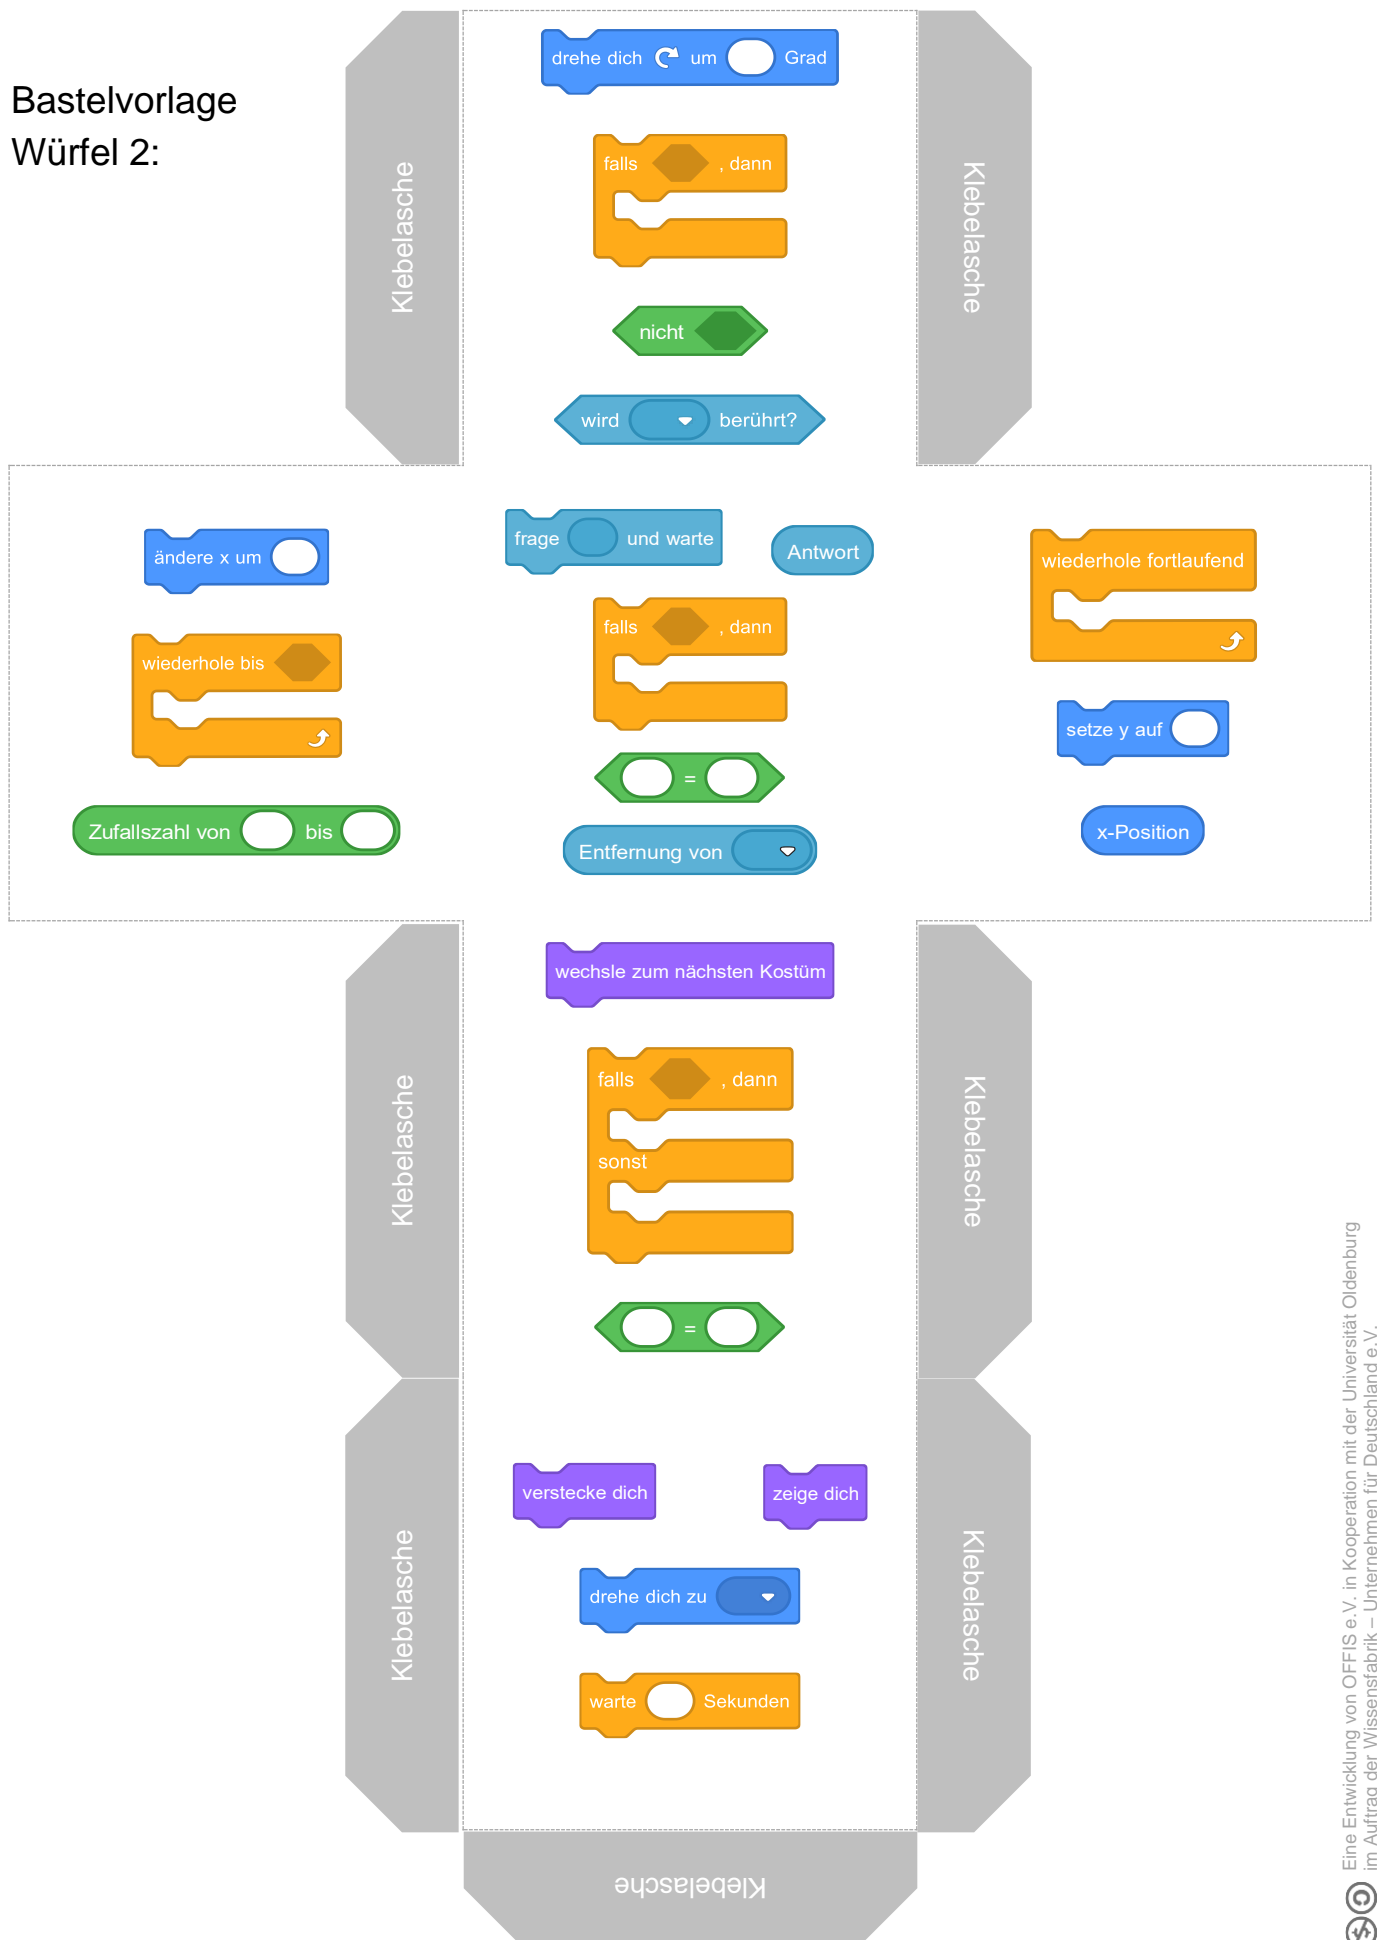 Bastelvorlage
Würfel 2:
drehe dich um Grad
falls , dann
nicht
wird berührt?
Klebelasche
Klebelasche
ändere x um
wiederhole bis
Zufallszahl von bis
frage und warte
Antwort
falls , dann
=
Entfernung von
wiederhole fortlaufend
setze y auf
x-Position
wechsle zum nächsten Kostüm
falls , dann
sonst
=
Klebelasche
Klebelasche
verstecke dich
zeige dich
drehe dich zu
warte Sekunden
Klebelasche
Klebelasche
Klebelasche
Eine Entwicklung von OFFIS e.V. in Kooperation mit der Universität Oldenburg
im Auftrag der Wissensfabrik – Unternehmen für Deutschland e.V.